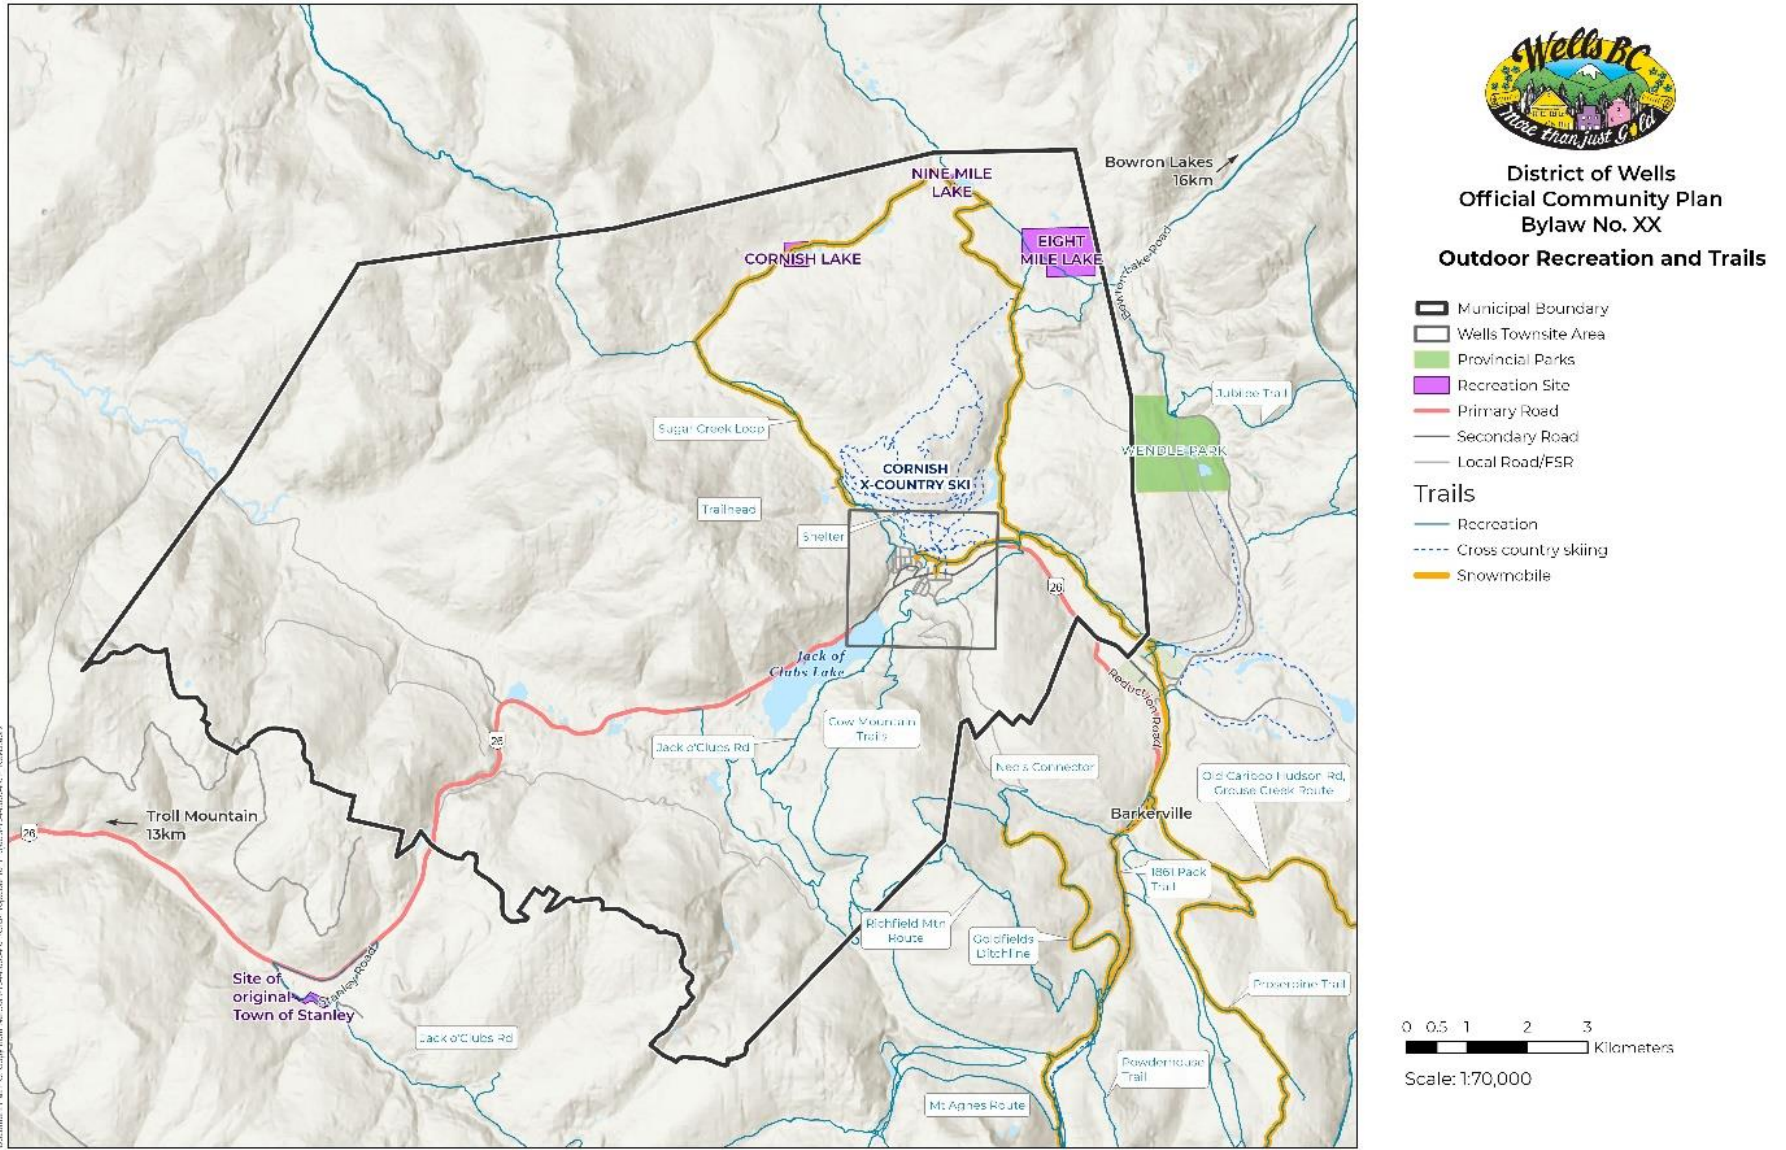 Wells BC
More than just Gold
District of Wells
Official Community Plan
Bylaw No. XX
Outdoor Recreation and Trails
Municipal Boundary
Wells Townsite Area
Provincial Parks
Recreation Site
Primary Road
Secondary Road
Local Road/FSR
Trails
Recreation
Cross country skiing
Snowmobile
0 0.5 1 2 3
Kilometers
Scale: 1:70,000
Bowron Lakes
16km
NINE MILE
LAKE
EIGHT
MILE LAKE
CORNISH LAKE
Bowron Lake Road
Jubilee Trail
Sugar Creek Loop
WENDLE PARK
CORNISH
X-COUNTRY SKI
Trailhead
Shelter
26
Jack of
Clubs Lake
Reduction Road
Cow Mountain
Trails
Jack o'Clubs Rd
26
Ned's Connector
Old Cariboo Hudson Rd,
Grouse Creek Route
Troll Mountain
13km
26
Barkerville
1861 Pack
Trail
Richfield Mtn
Route
Goldfields
Ditchline
Site of
original
Town of Stanley
Stanley Road
Proserpine Trail
Jack o'Clubs Rd
Powderhouse
Trail
Mt Agnes Route